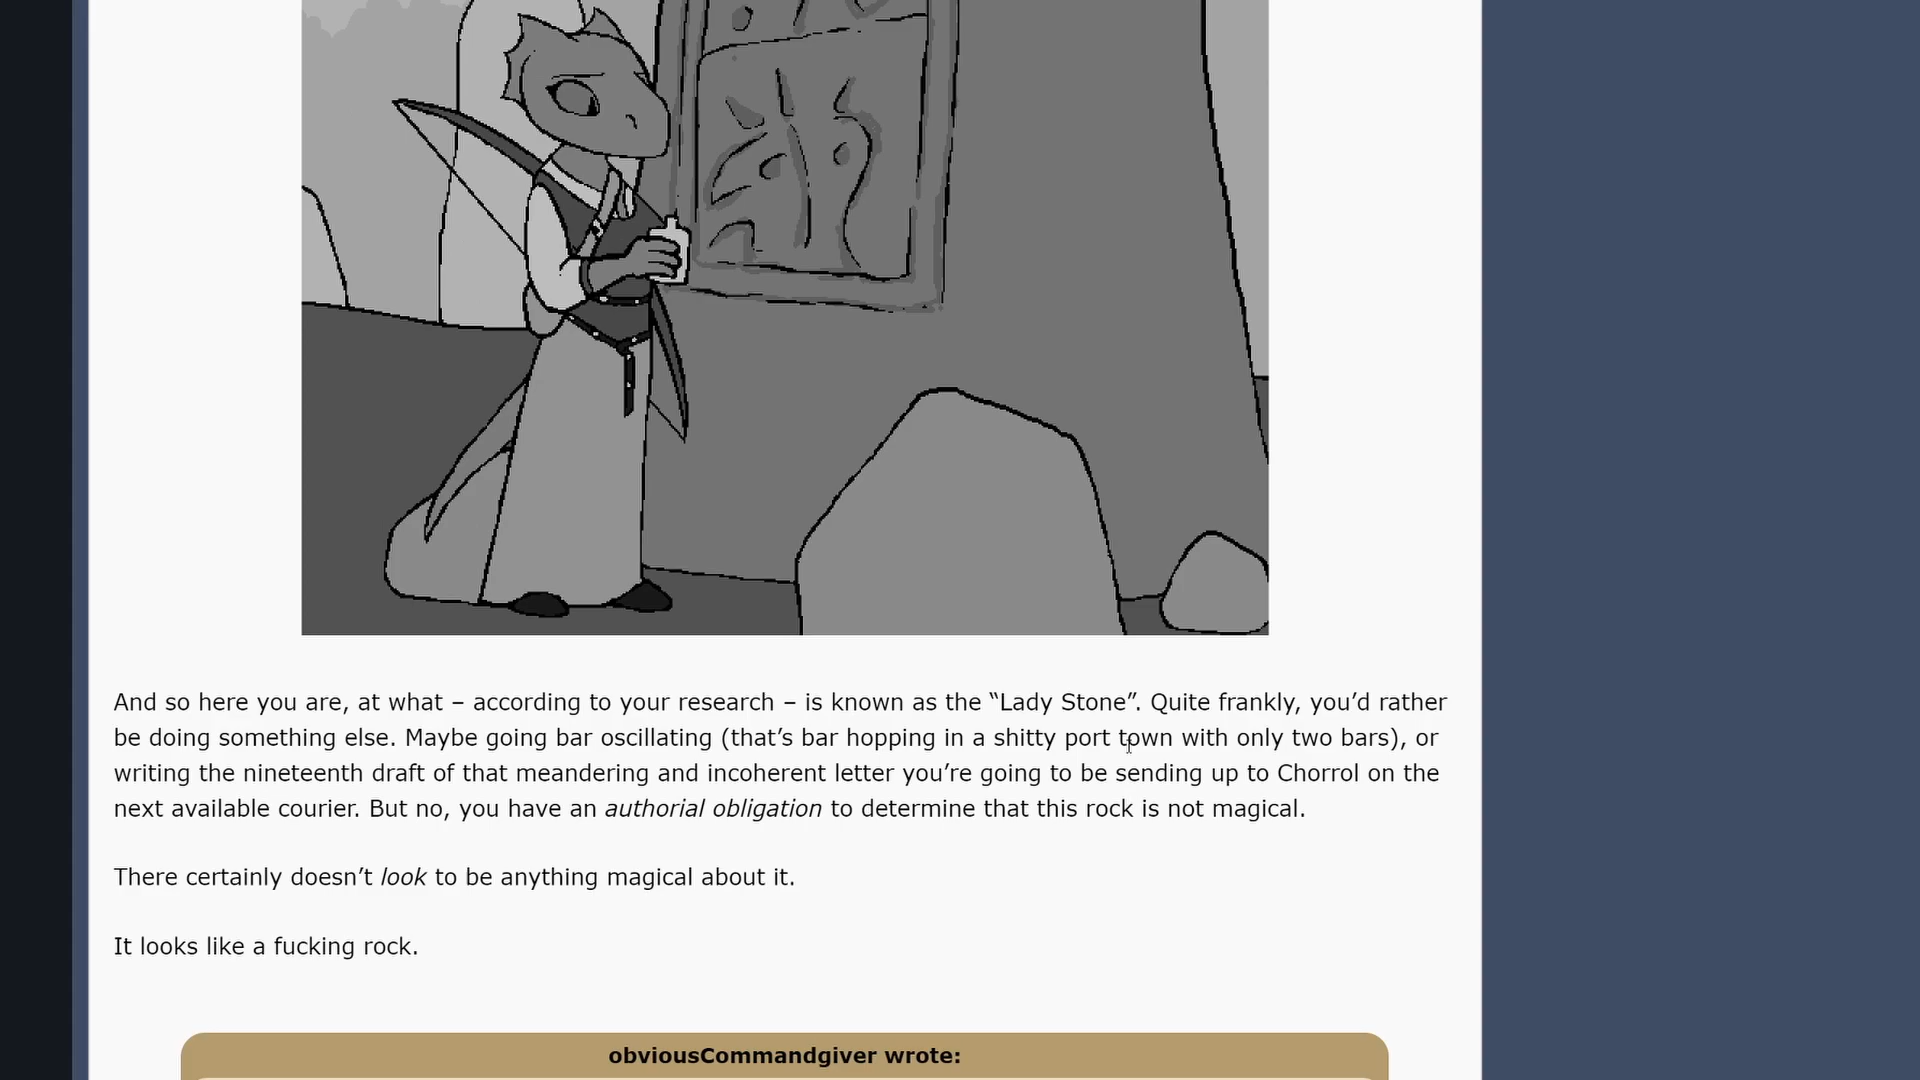 And so here you are, at what – according to your research – is known as the “Lady Stone”. Quite frankly, you’d rather
be doing something else. Maybe going bar oscillating (that’s bar hopping in a shitty port town with only two bars), or
writing the nineteenth draft of that meandering and incoherent letter you’re going to be sending up to Chorrol on the
next available courier. But no, you have an authorial obligation to determine that this rock is not magical.
There certainly doesn’t look to be anything magical about it.
It looks like a fucking rock.
obviousCommandgiver wrote: